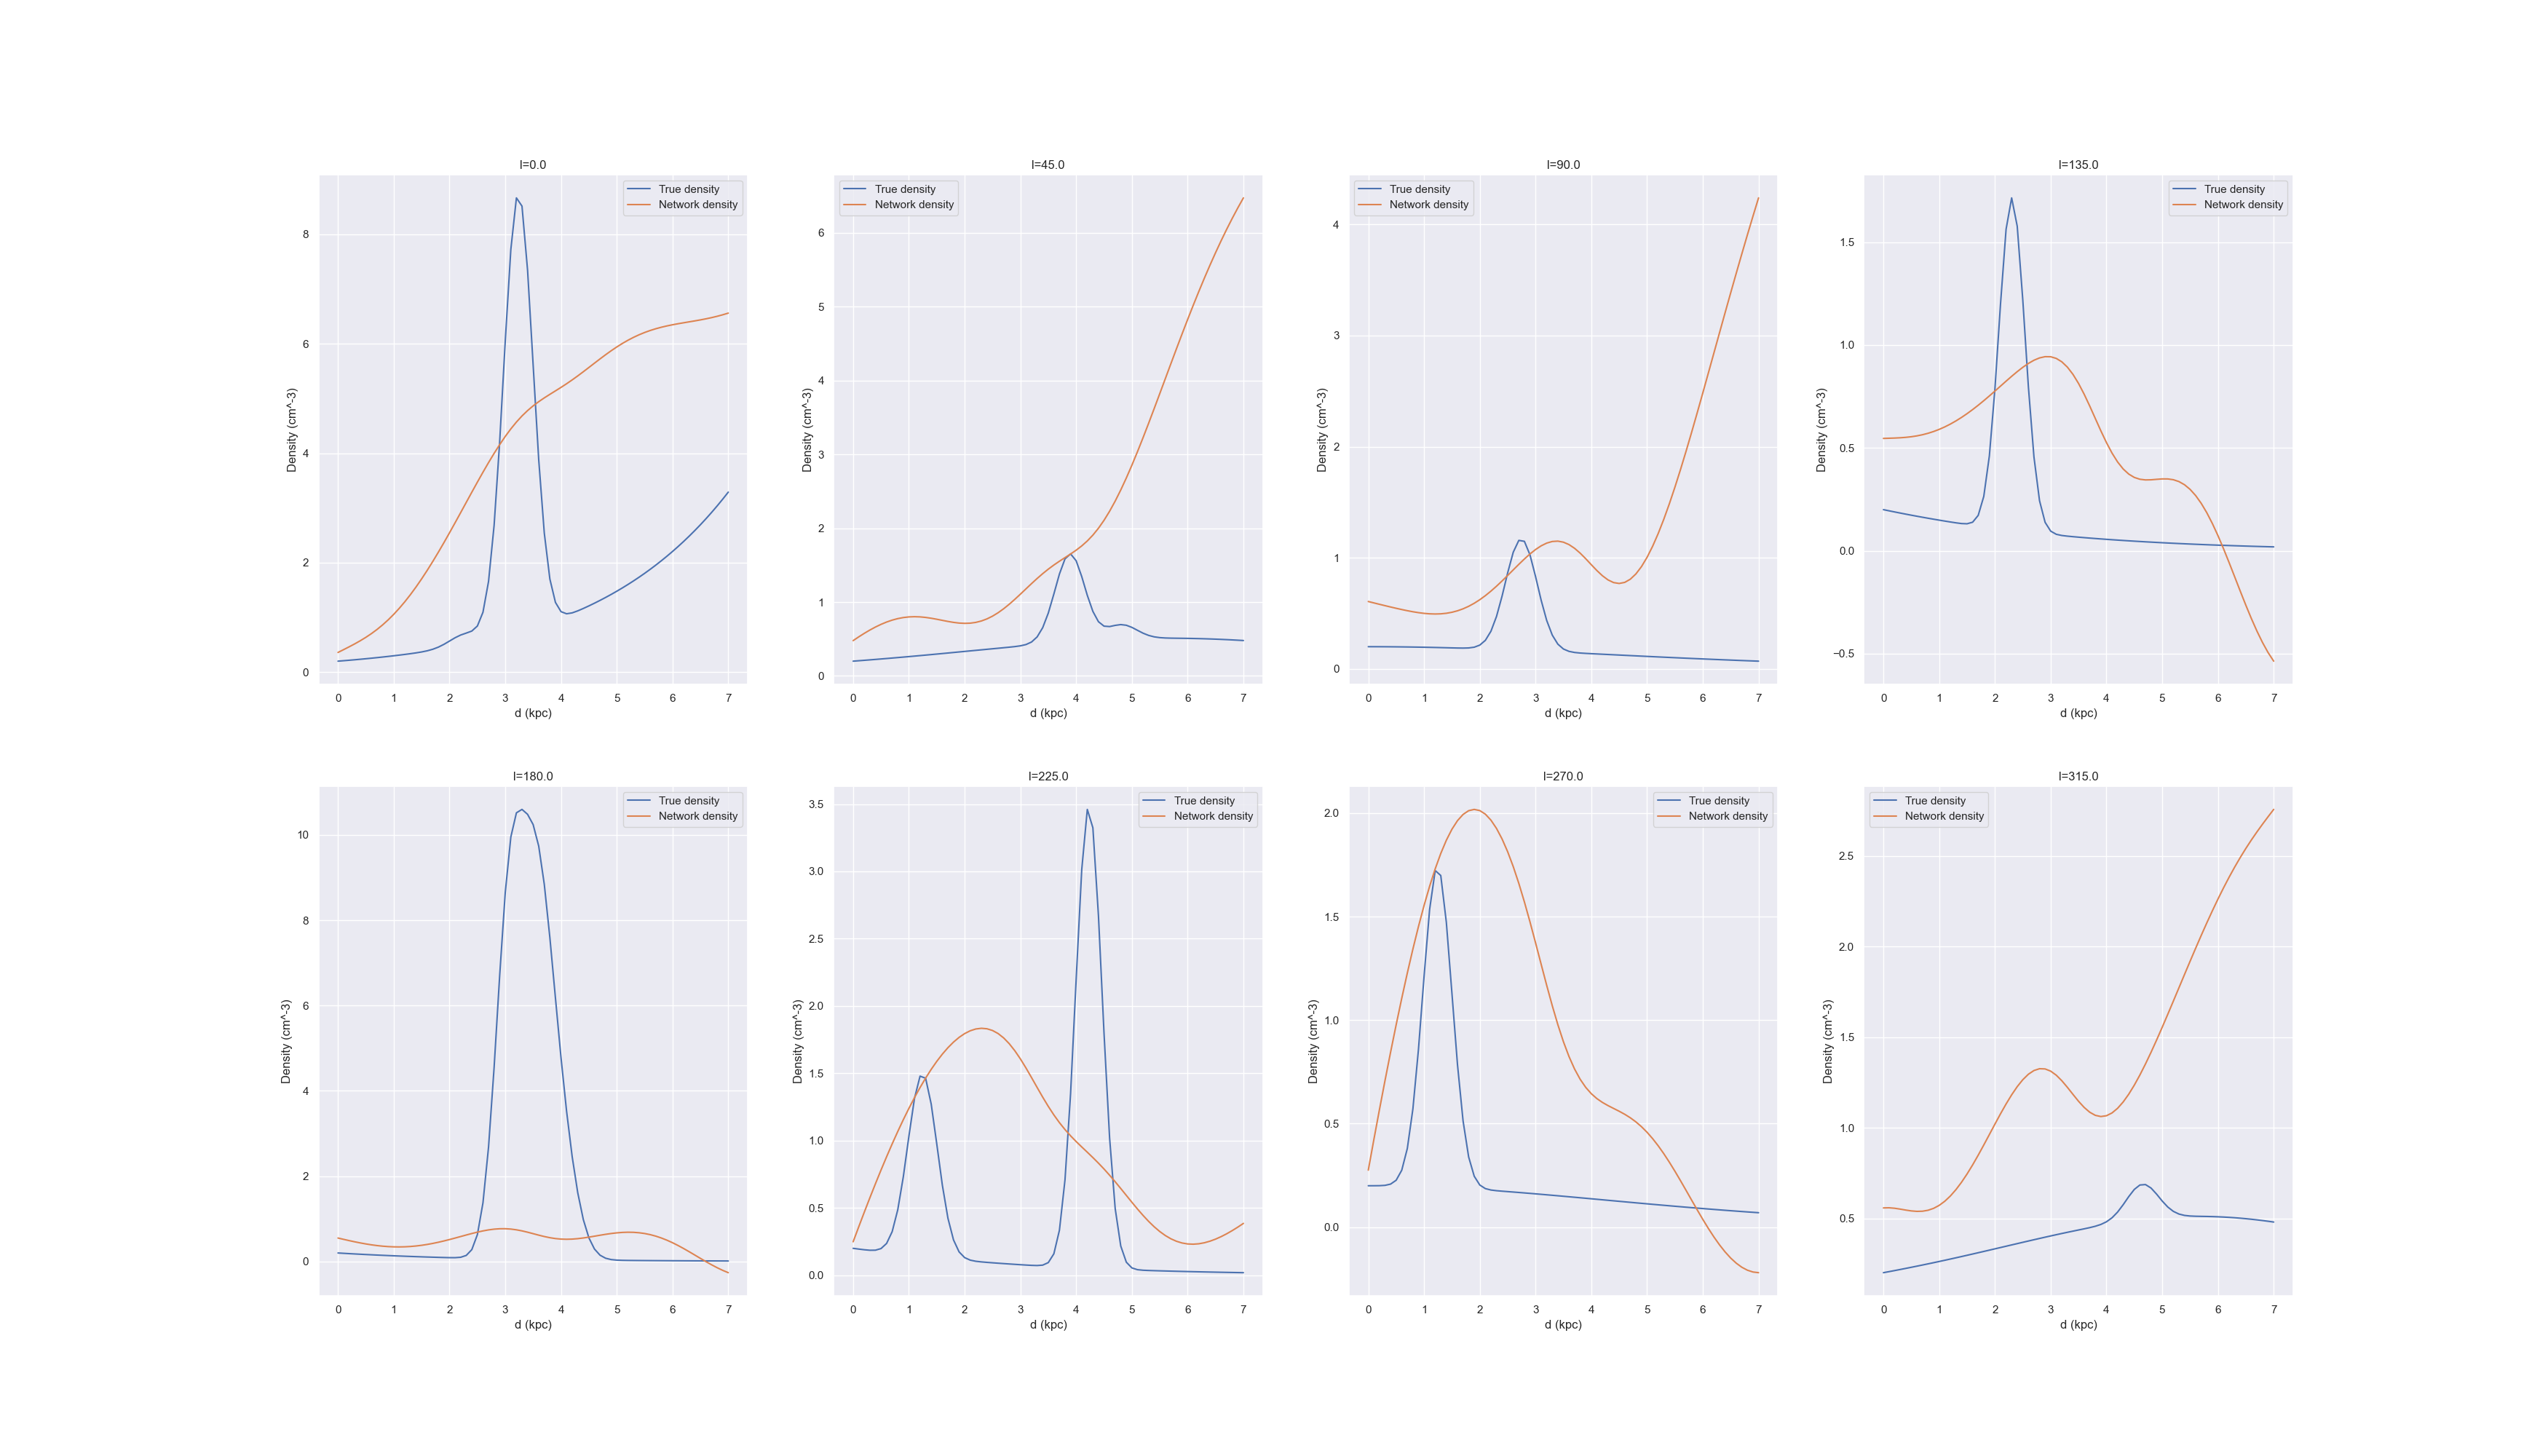 l=0.0
True density
Network density
8
6
4
2
0
Density (cm^-3)
0 1 2 3 4 5 6 7
d (kpc)
l=45.0
True density
Network density
6
5
4
3
2
1
0
Density (cm^-3)
0 1 2 3 4 5 6 7
d (kpc)
l=90.0
True density
Network density
4
3
2
1
0
Density (cm^-3)
0 1 2 3 4 5 6 7
d (kpc)
l=135.0
True density
Network density
1.5
1.0
0.5
0.0
−0.5
Density (cm^-3)
0 1 2 3 4 5 6 7
d (kpc)
l=180.0
True density
Network density
10
8
6
4
2
0
Density (cm^-3)
0 1 2 3 4 5 6 7
d (kpc)
l=225.0
True density
Network density
3.5
3.0
2.5
2.0
1.5
1.0
0.5
0.0
Density (cm^-3)
0 1 2 3 4 5 6 7
d (kpc)
l=270.0
True density
Network density
2.0
1.5
1.0
0.5
0.0
Density (cm^-3)
0 1 2 3 4 5 6 7
d (kpc)
l=315.0
True density
Network density
2.5
2.0
1.5
1.0
0.5
Density (cm^-3)
0 1 2 3 4 5 6 7
d (kpc)